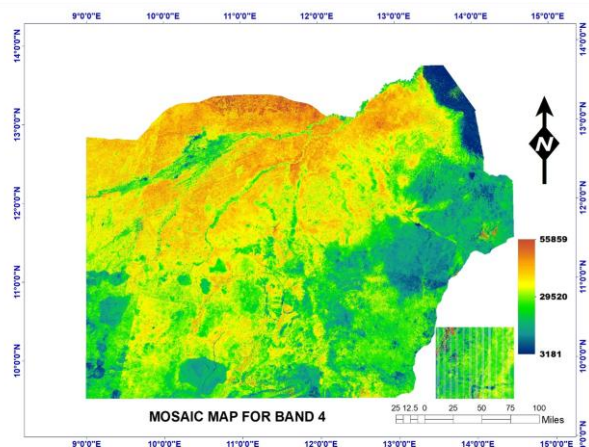 9°0'0"E 10°0'0"E 11°0'0"E 12°0'0"E 13°0'0"E 14°0'0"E 15°0'0"E
14°0'0"N 14°0'0"N
13°0'0"N 13°0'0"N
N
12°0'0"N 12°0'0"N
55859
11°0'0"N 11°0'0"N
29520
3181
10°0'0"N 10°0'0"N
MOSAIC MAP FOR BAND 4
25 12.5 0 25 50 75 100
Miles
9°0'0"E 10°0'0"E 11°0'0"E 12°0'0"E 13°0'0"E 14°0'0"E 15°0'0"E